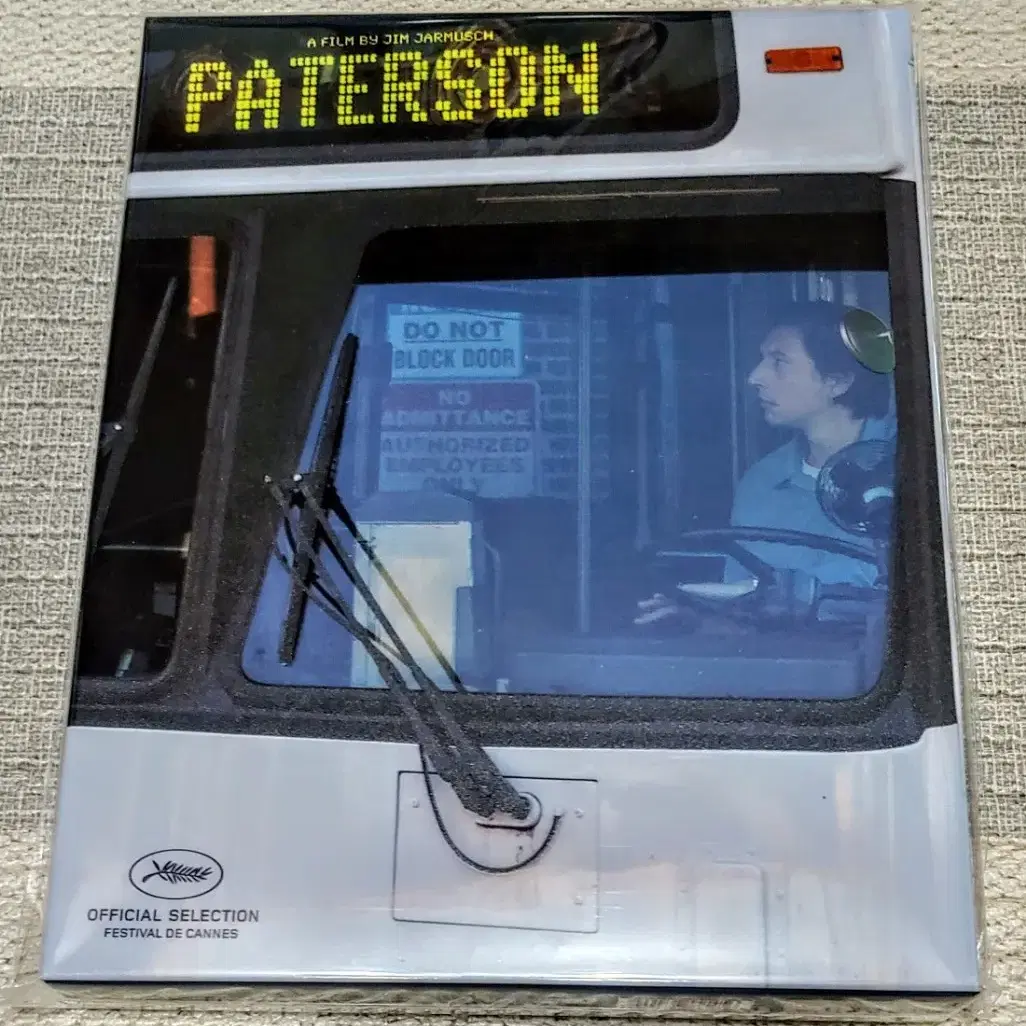 A FILM BY JIM JARMUSCH
PATERSON
DO NOT
BLOCK DOOR
NO
ADMITTANCE
AUTHORIZED
EMPLOYEES
ONLY
OFFICIAL SELECTION
FESTIVAL DE CANNES